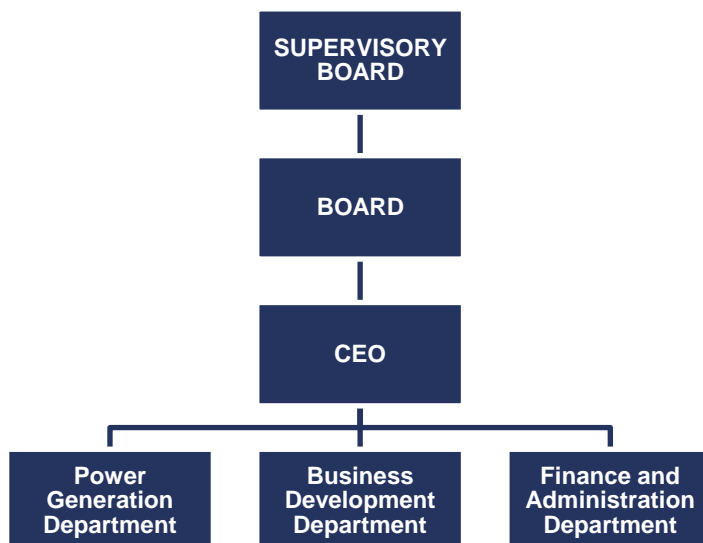 SUPERVISORY
BOARD
BOARD
CEO
Power
Generation
Department
Business
Development
Department
Finance and
Administration
Department